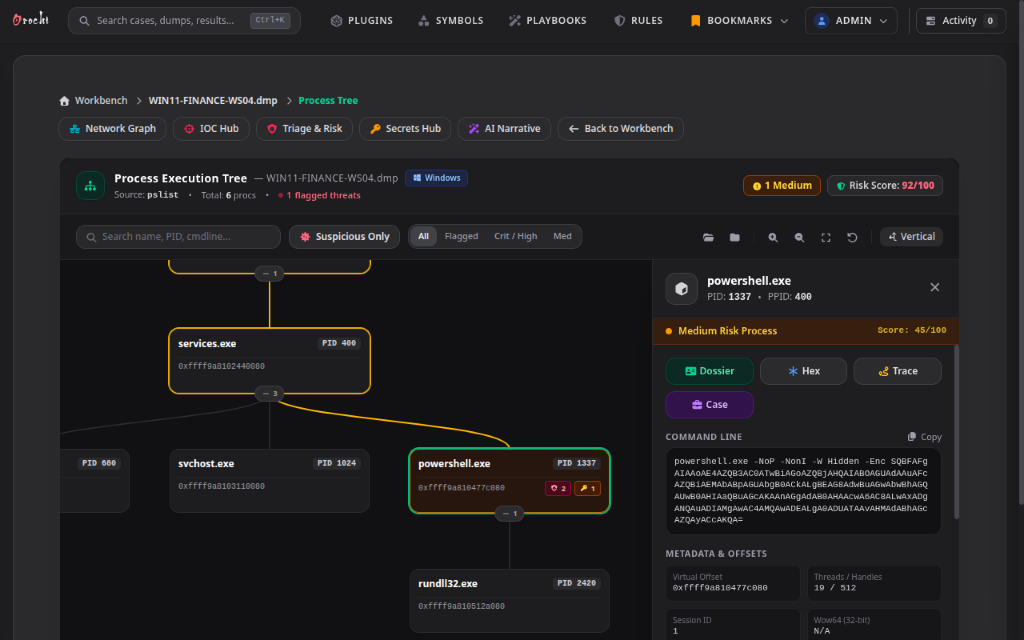 Orochi
Search cases, dumps, results... Ctrl+K
PLUGINS
SYMBOLS
PLAYBOOKS
RULES
BOOKMARKS
ADMIN
Activity 0
Workbench > WIN11-FINANCE-WS04.dmp > Process Tree
Network Graph
IOC Hub
Triage & Risk
Secrets Hub
AI Narrative
Back to Workbench
Process Execution Tree — WIN11-FINANCE-WS04.dmp Windows
Source: pslist • Total: 6 procs • 1 flagged threats
1 Medium
Risk Score: 92/100
Search name, PID, cmdline...
Suspicious Only
All Flagged Crit / High Med
Vertical
1
services.exe PID 400
0xffff9a8102440080
3
PID 680
svchost.exe PID 1024
0xffff9a8103110080
powershell.exe PID 1337
0xffff9a810477c080 2 1
1
rundll32.exe PID 2420
0xffff9a810512a080
powershell.exe
PID: 1337 • PPID: 400
Medium Risk Process Score: 45/100
Dossier
Hex
Trace
Case
COMMAND LINE Copy
powershell.exe -NoP -NonI -W Hidden -Enc SQBFAFg
METADATA & OFFSETS
Virtual Offset
0xffff9a810477c080
Threads / Handles
19 / 512
Session ID
1
Wow64 (32-bit)
N/A